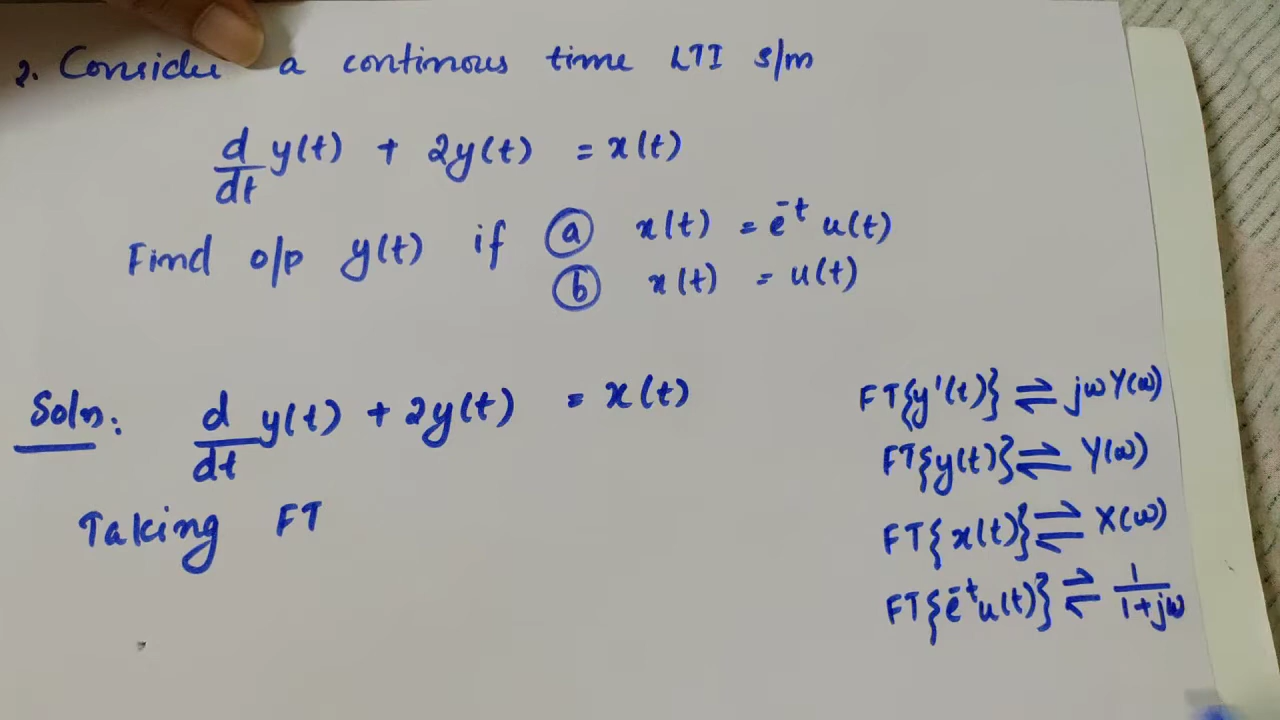 2. Consider a continous time LTI s/m
d/dt y(t) + 2y(t) = x(t)
Find o/p y(t) if ⓐ x(t) = e^-t u(t)
ⓑ x(t) = u(t)
Soln: d/dt y(t) + 2y(t) = x(t)
Taking FT
FT{y'(t)} ⇌ jω Y(ω)
FT{y(t)} ⇌ Y(ω)
FT{x(t)} ⇌ X(ω)
FT{e^-t u(t)} ⇌ 1/(1+jω)